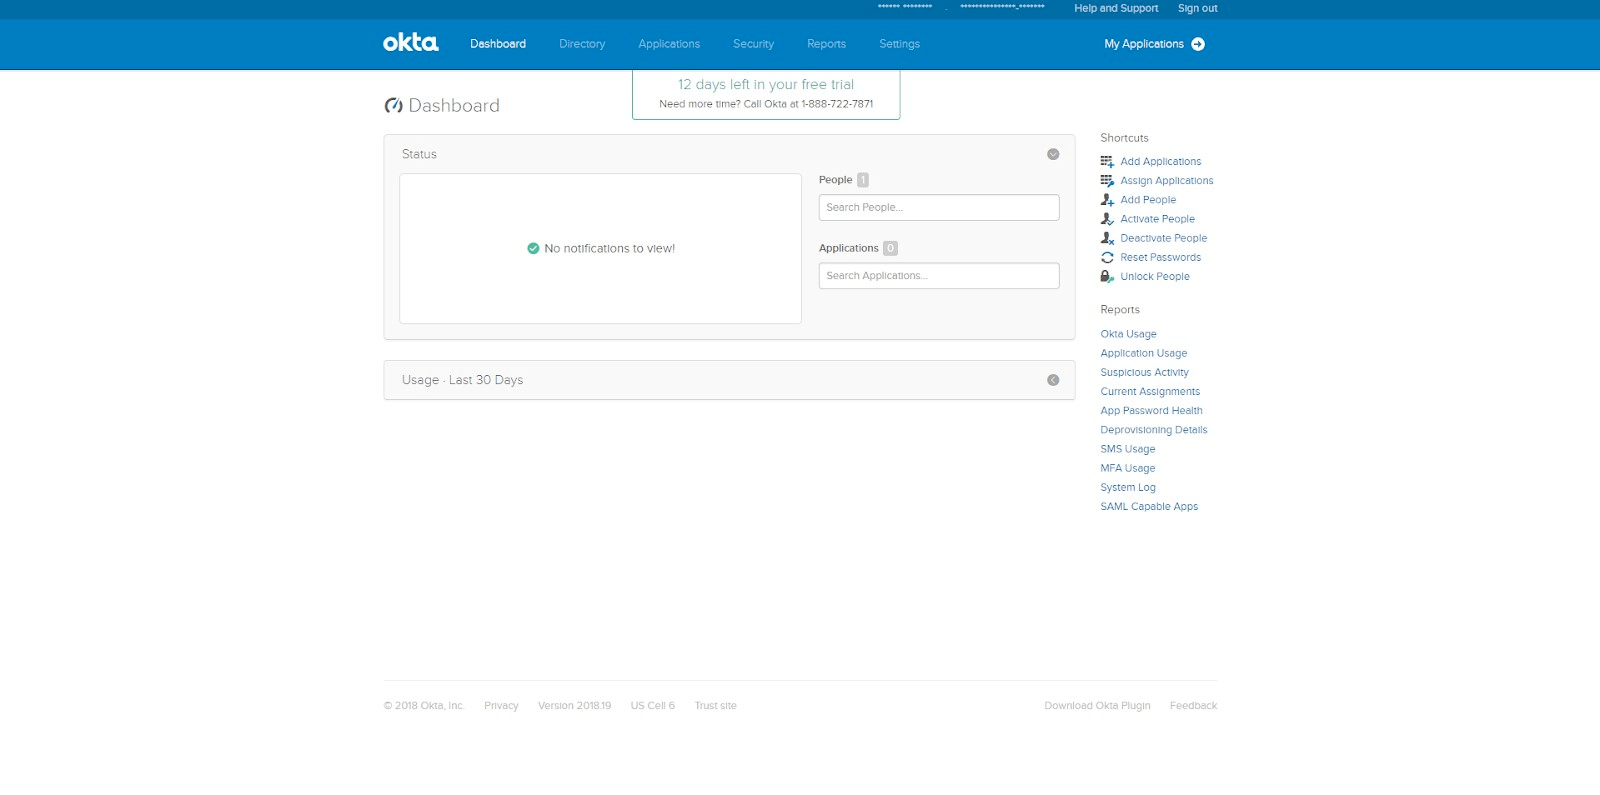 ****** ******** · ***************-******* Help and Support Sign out
okta Dashboard Directory Applications Security Reports Settings My Applications
12 days left in your free trial
Need more time? Call Okta at 1-888-722-7871
Dashboard
Status
No notifications to view!
People 1
Search People...
Applications 0
Search Applications...
Usage · Last 30 Days
Shortcuts
Add Applications
Assign Applications
Add People
Activate People
Deactivate People
Reset Passwords
Unlock People
Reports
Okta Usage
Application Usage
Suspicious Activity
Current Assignments
App Password Health
Deprovisioning Details
SMS Usage
MFA Usage
System Log
SAML Capable Apps
© 2018 Okta, Inc. Privacy Version 2018.19 US Cell 6 Trust site Download Okta Plugin Feedback